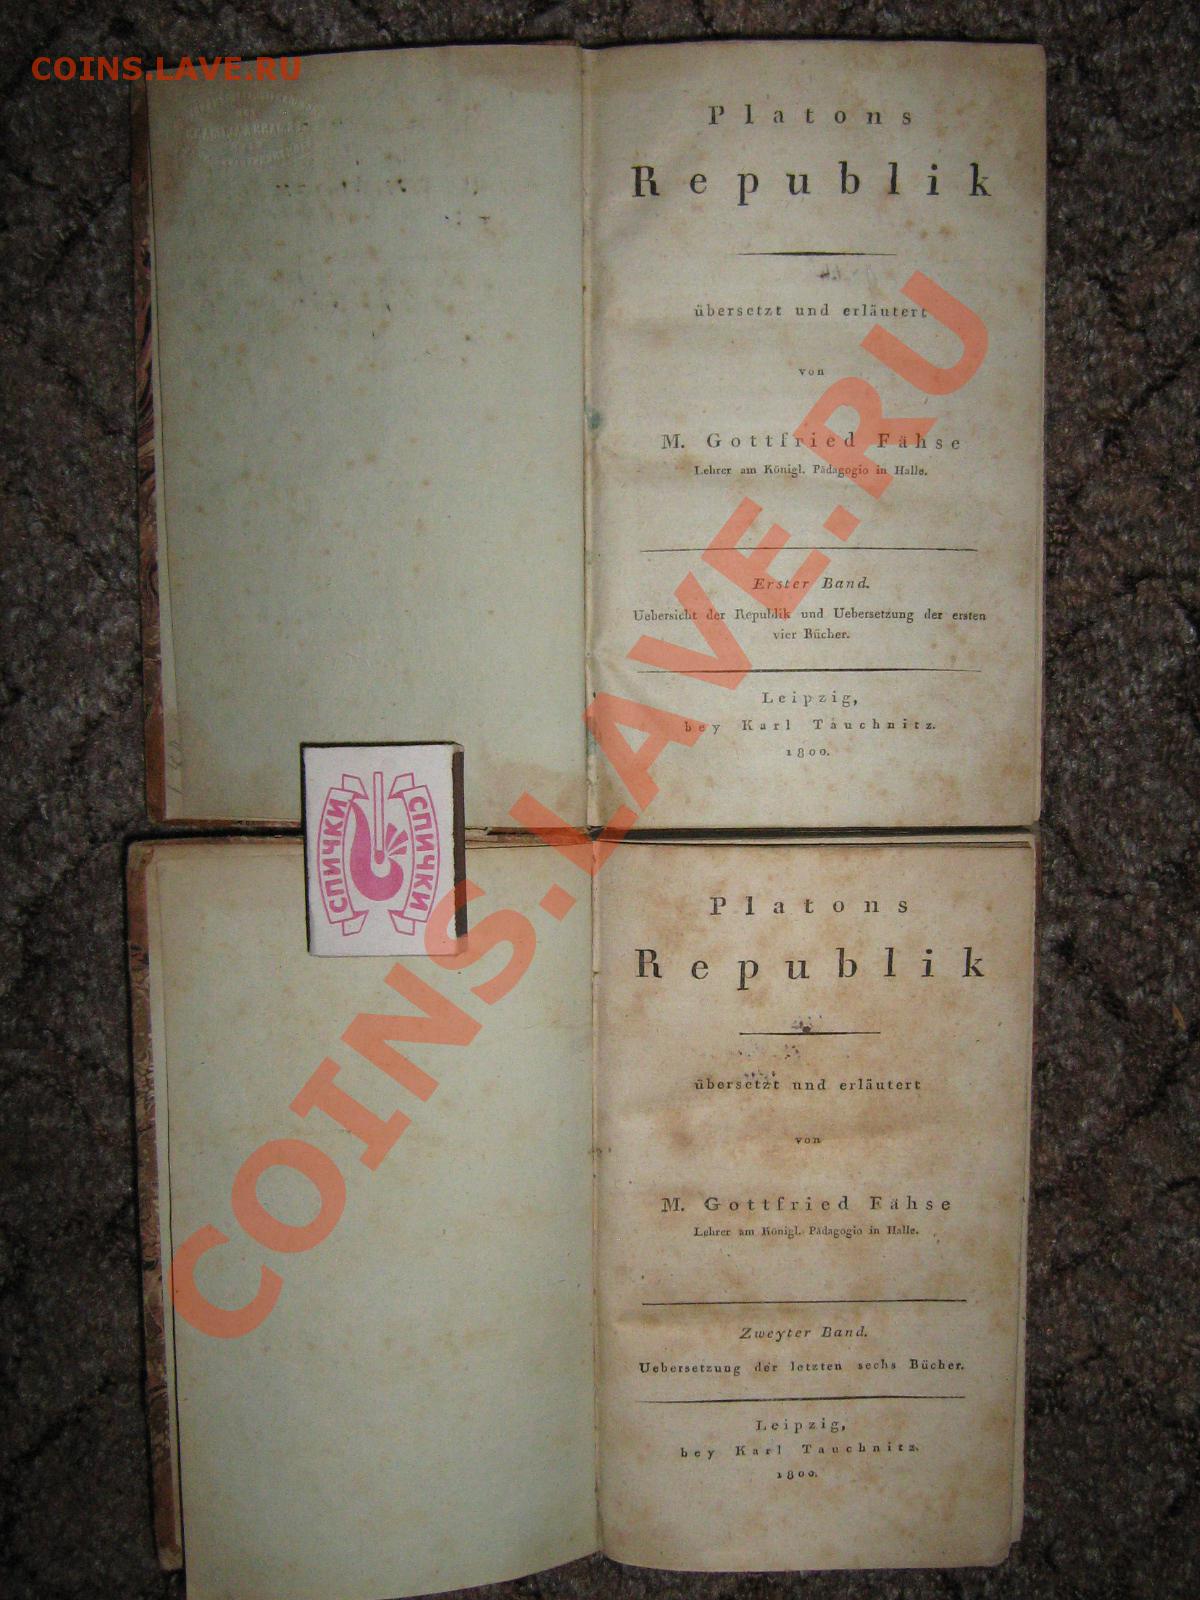 COINS.LAVE.RU
Platons
Republik
übersetzt und erläutert
von
M. Gottfried Fähse
Lehrer am Königl. Pädagogio in Halle.
Erster Band.
Uebersicht der Republik und Uebersetzung der ersten
vier Bücher.
Leipzig,
bey Karl Tauchnitz.
1800.
СПИЧКИ
СПИЧКИ
COINS.LAVE.RU
Platons
Republik
übersetzt und erläutert
von
M. Gottfried Fähse
Lehrer am Königl. Pädagogio in Halle.
Zweyter Band.
Uebersetzung der letzten sechs Bücher.
Leipzig,
bey Karl Tauchnitz.
1800.